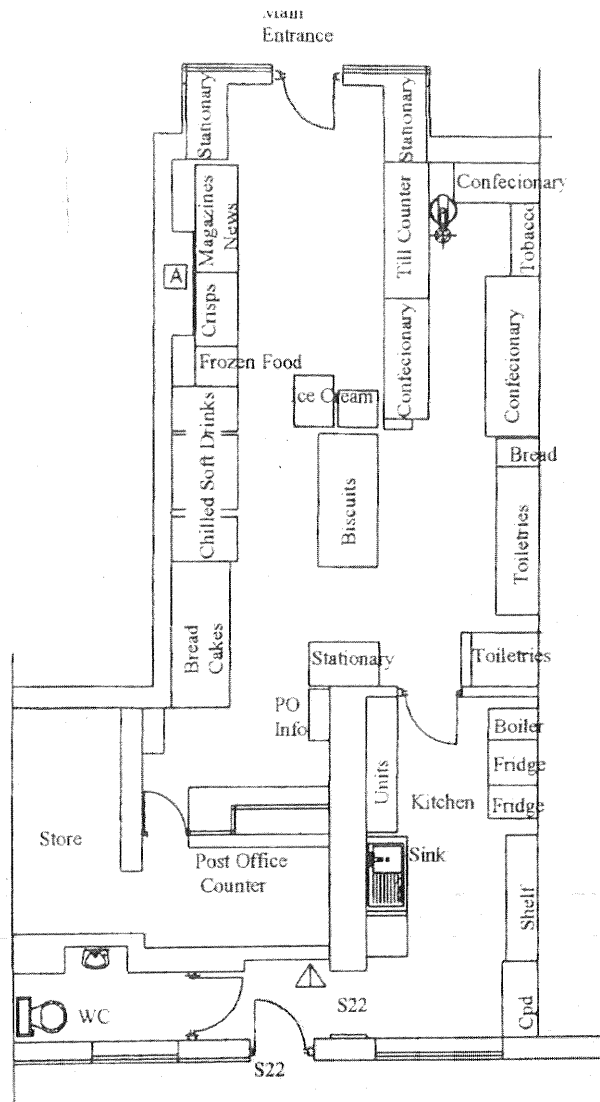 Main
Entrance
Stationary
Stationary
Confecionary
Magazines
News
Till Counter
Tobacco
A
Crisps
Confecionary
Confecionary
Frozen Food
Ice Cream
Chilled Soft Drinks
Bread
Biscuits
Toiletries
Bread
Cakes
Stationary
Toiletries
PO
Info
Boiler
Units
Fridge
Kitchen
Fridge
Store
Post Office
Counter
Sink
Shelf
S22
WC
Cpd
S22